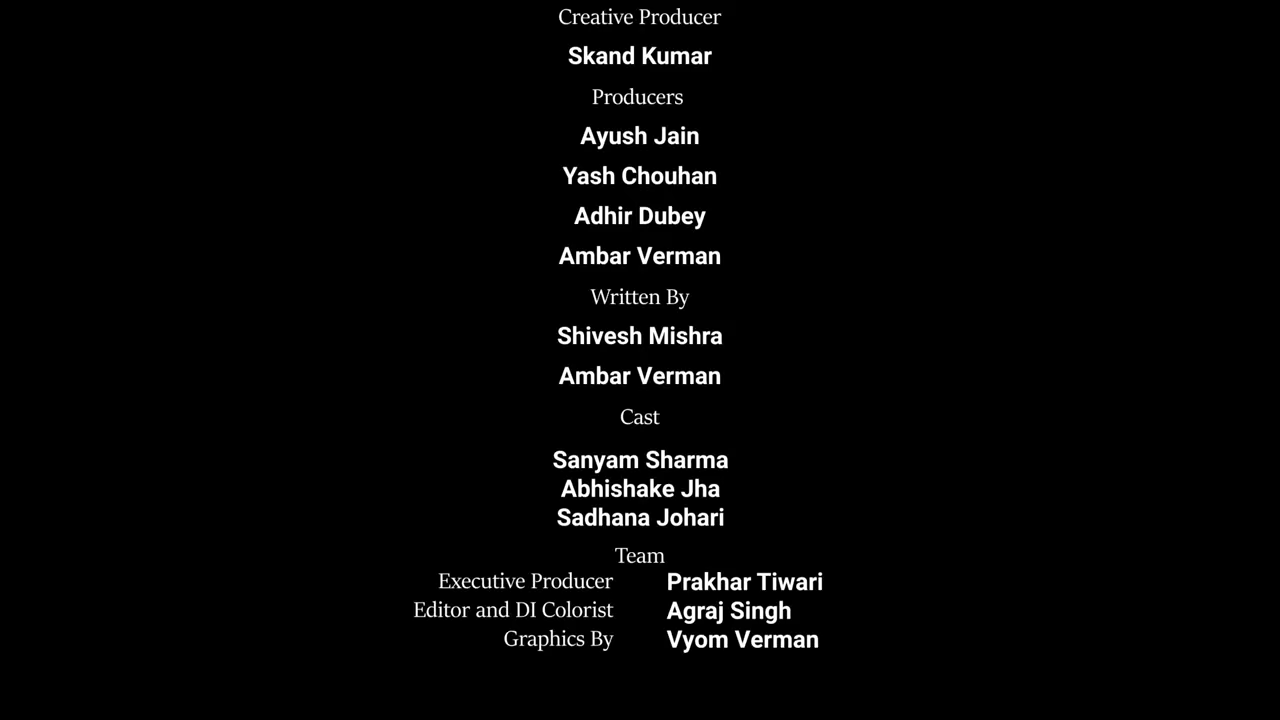 Creative Producer
Skand Kumar
Producers
Ayush Jain
Yash Chouhan
Adhir Dubey
Ambar Verman
Written By
Shivesh Mishra
Ambar Verman
Cast
Sanyam Sharma
Abhishake Jha
Sadhana Johari
Team
Executive Producer Prakhar Tiwari
Editor and DI Colorist Agraj Singh
Graphics By Vyom Verman